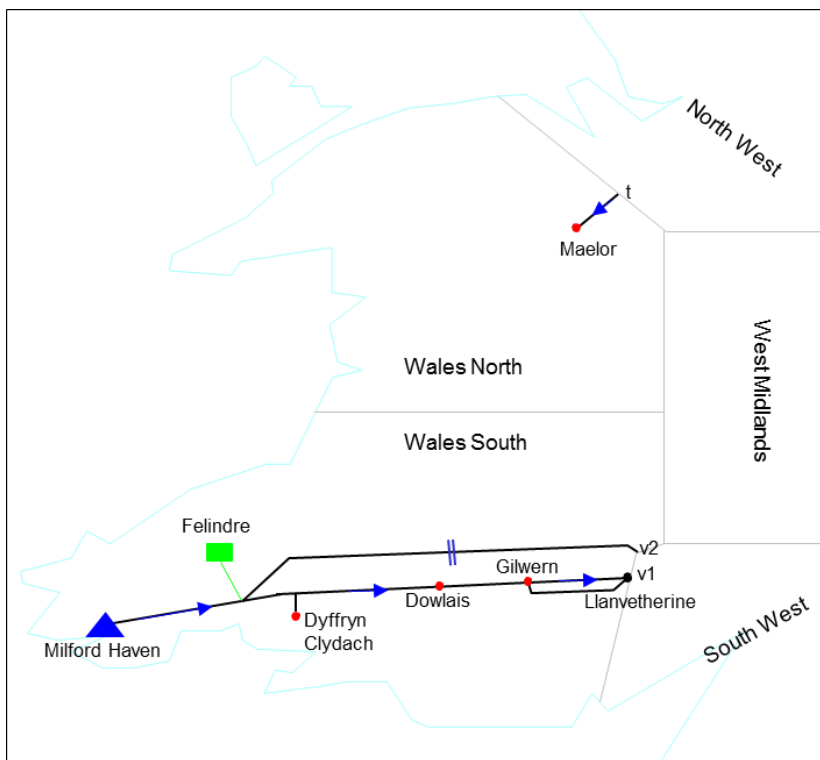 North West
t
Maelor
West Midlands
Wales North
Wales South
Felindre
v2
Gilwern
v1
Dowlais
Llanvetherine
Dyffryn
Clydach
Milford Haven
South West